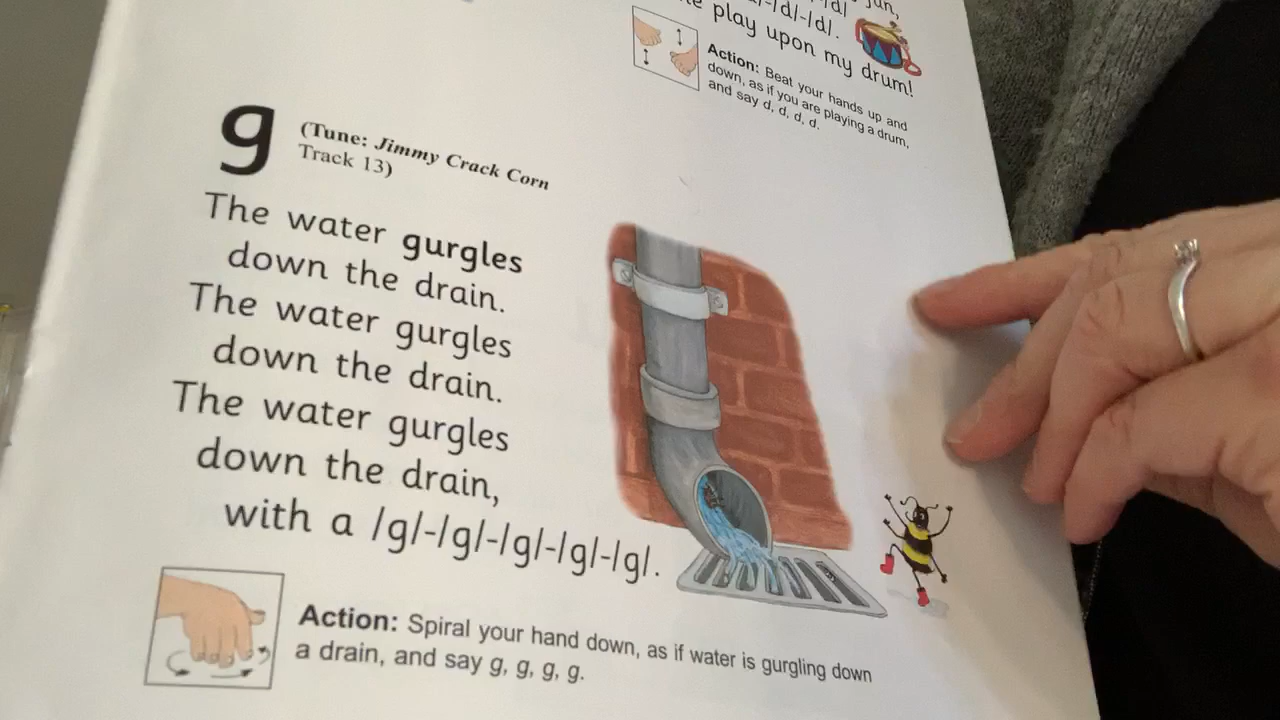 /d/ fun,
/-/d/-/d/.
play upon my drum!
Action: Beat your hands up and
down, as if you are playing a drum,
and say d, d, d, d.
g
(Tune: Jimmy Crack Corn
Track 13)
The water gurgles
down the drain.
The water gurgles
down the drain.
The water gurgles
down the drain,
with a /g/-/g/-/g/-/g/-/g/.
Action: Spiral your hand down, as if water is gurgling down
a drain, and say g, g, g, g.